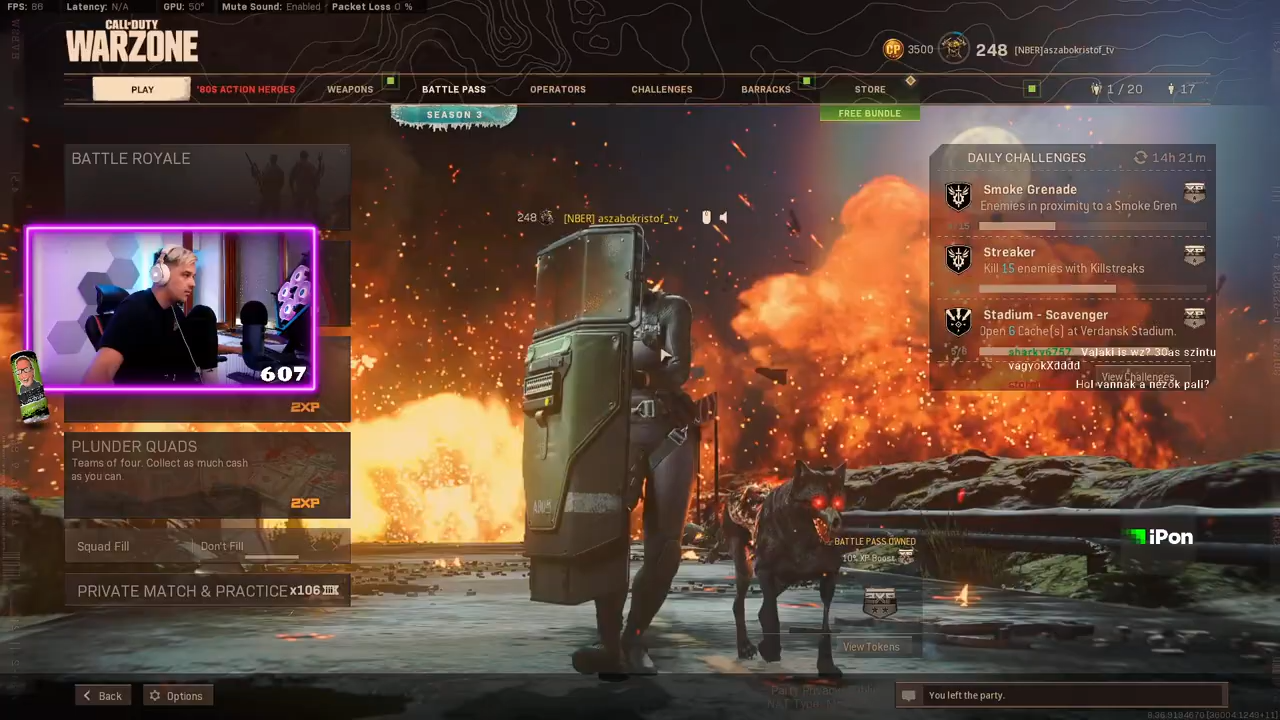 FPS: 86 Latency: N/A GPU: 50° Mute Sound: Enabled Packet Loss 0 %
CALL OF DUTY
WARZONE
CP 3500 248 [NBER]aszabokristof_tv
PLAY '80S ACTION HEROES WEAPONS BATTLE PASS OPERATORS CHALLENGES BARRACKS STORE 1 / 20 17
SEASON 3 FREE BUNDLE
BATTLE ROYALE
DAILY CHALLENGES 14h 21m
Smoke Grenade
Enemies in proximity to a Smoke Gren
/15
248 [NBER] aszabokristof_tv
Streaker
Kill 15 enemies with Killstreaks
Stadium - Scavenger
Open 6 Cache[s] at Verdansk Stadium.
sharky6757 Valaki is wz? 30as szintu
vagyokXdddd
View Challenges
Hol vannak a nézők pali?
607
2XP
PLUNDER QUADS
Teams of four. Collect as much cash
as you can.
2XP
Squad Fill Don't Fill
PRIVATE MATCH & PRACTICE x106
iPon
BATTLE PASS OWNED
10% XP Boost
View Tokens
Back Options
You left the party.